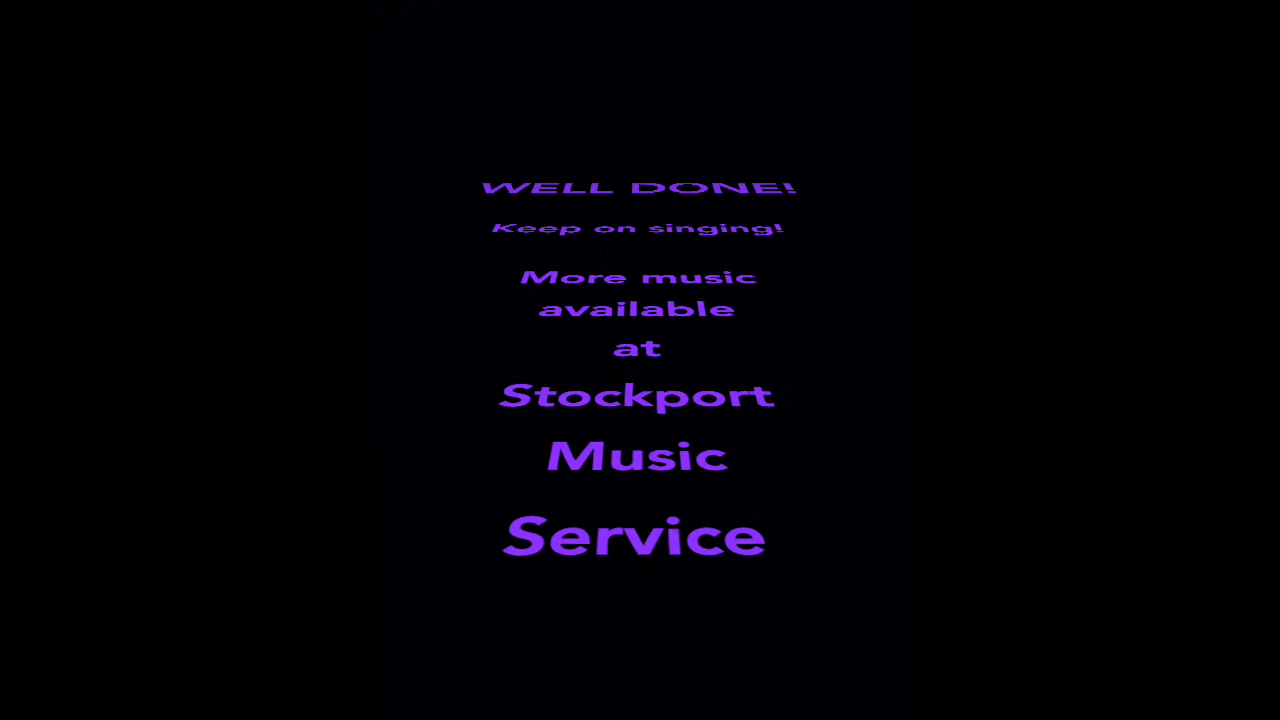 WELL DONE!
Keep on singing!
More music
available
at
Stockport
Music
Service